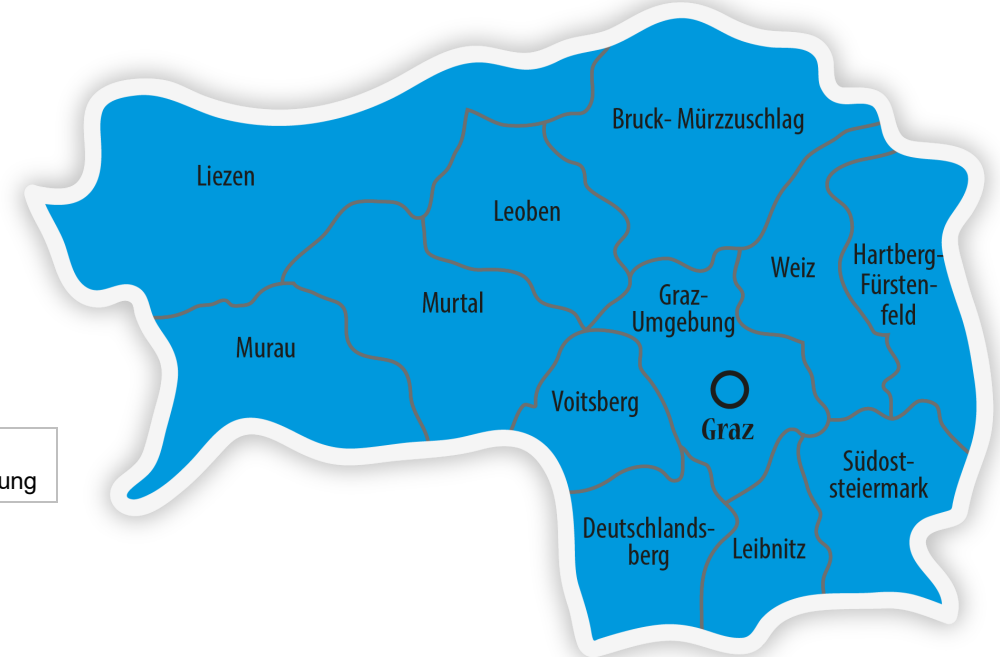 Bruck- Mürzzuschlag
Liezen
Leoben
Hartberg-
Fürsten-
feld
Weiz
Graz-
Umgebung
Murtal
Murau
Voitsberg
Graz
Südost-
steiermark
ung
Deutschlands-
berg
Leibnitz